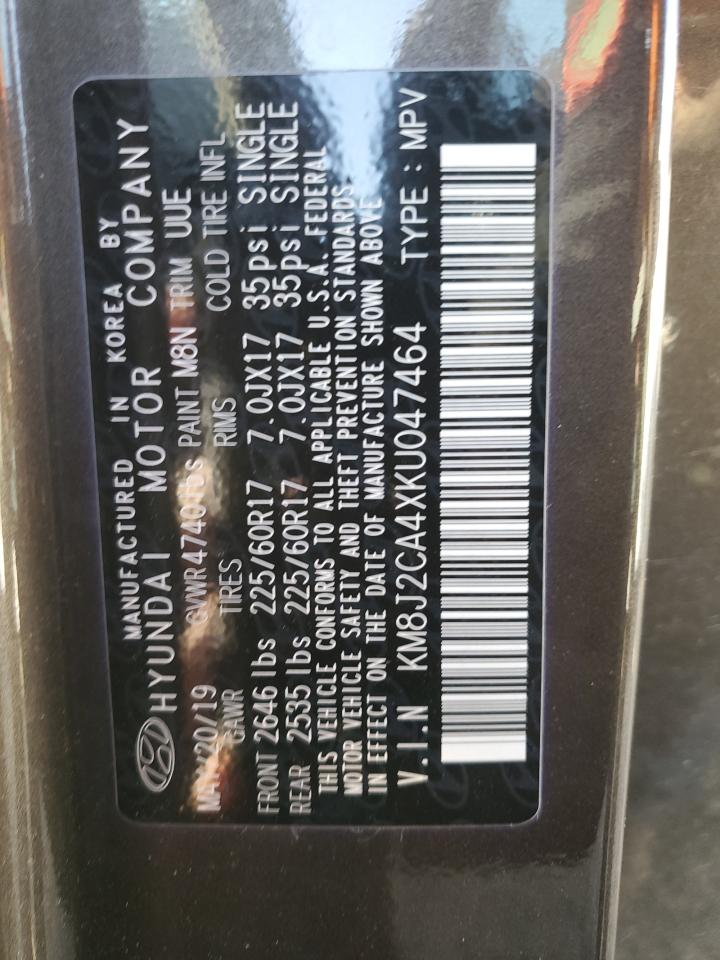 MANUFACTURED IN KOREA BY
HYUNDAI MOTOR COMPANY
20/19 GVWR 4740lbs PAINT M8N TRIM UUE
GAWR TIRES RIMS COLD TIRE INFL
FRONT 2646 lbs 225/60R17 7.0JX17 35psi SINGLE
REAR 2535 lbs 225/60R17 7.0JX17 35psi SINGLE
THIS VEHICLE CONFORMS TO ALL APPLICABLE U.S.A. FEDERAL
MOTOR VEHICLE SAFETY AND THEFT PREVENTION STANDARDS
IN EFFECT ON THE DATE OF MANUFACTURE SHOWN ABOVE
V.I.N KM8J2CA4XKU047464 TYPE : MPV